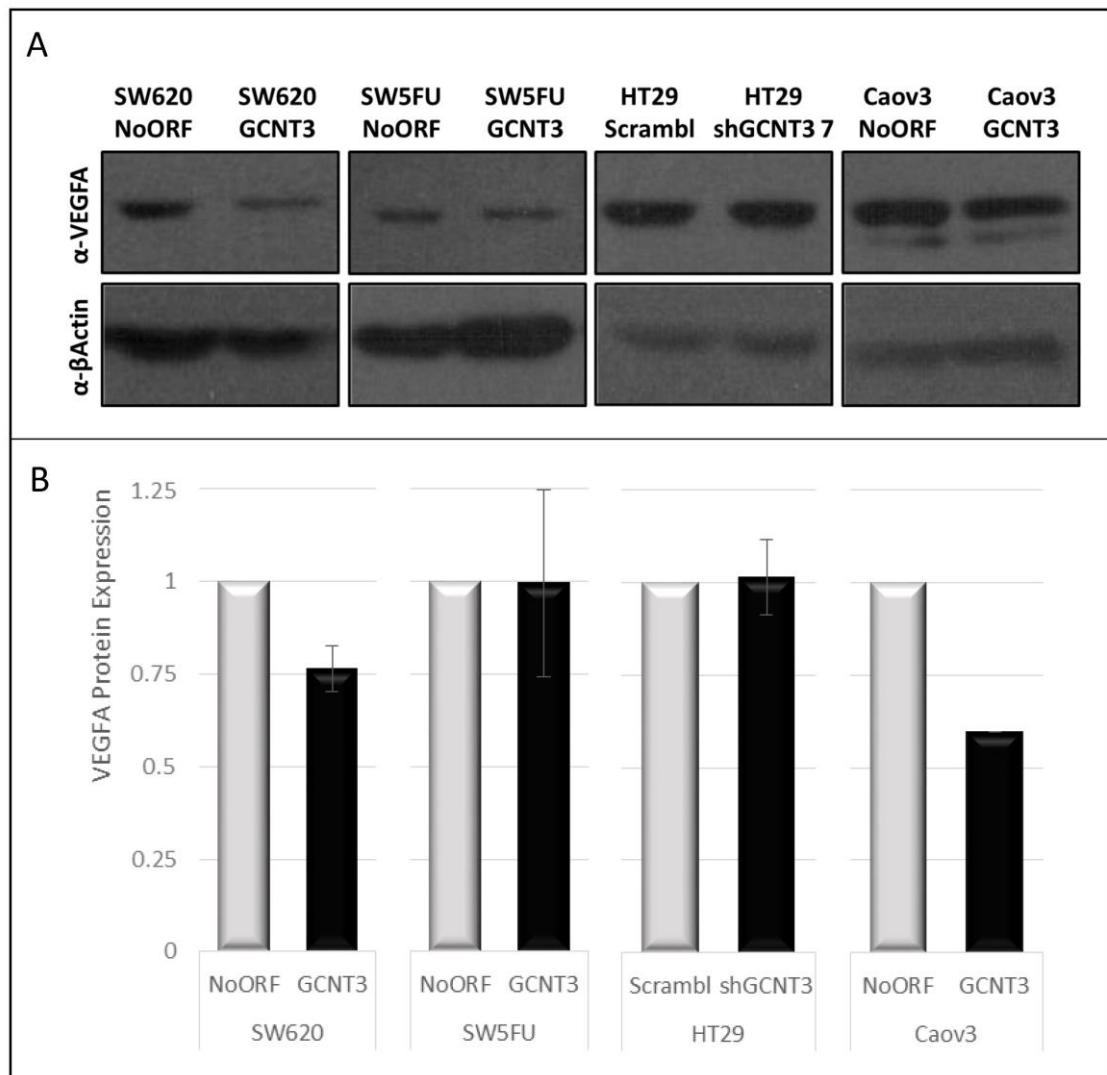 A
SW620 SW620 SW5FU SW5FU HT29 HT29 Caov3 Caov3
NoORF GCNT3 NoORF GCNT3 Scrambl shGCNT3 7 NoORF GCNT3
α-VEGFA
α-βActin
B
VEGFA Protein Expression
1.25
1
0.75
0.5
0.25
0
NoORF GCNT3 NoORF GCNT3 Scrambl shGCNT3 NoORF GCNT3
SW620 SW5FU HT29 Caov3